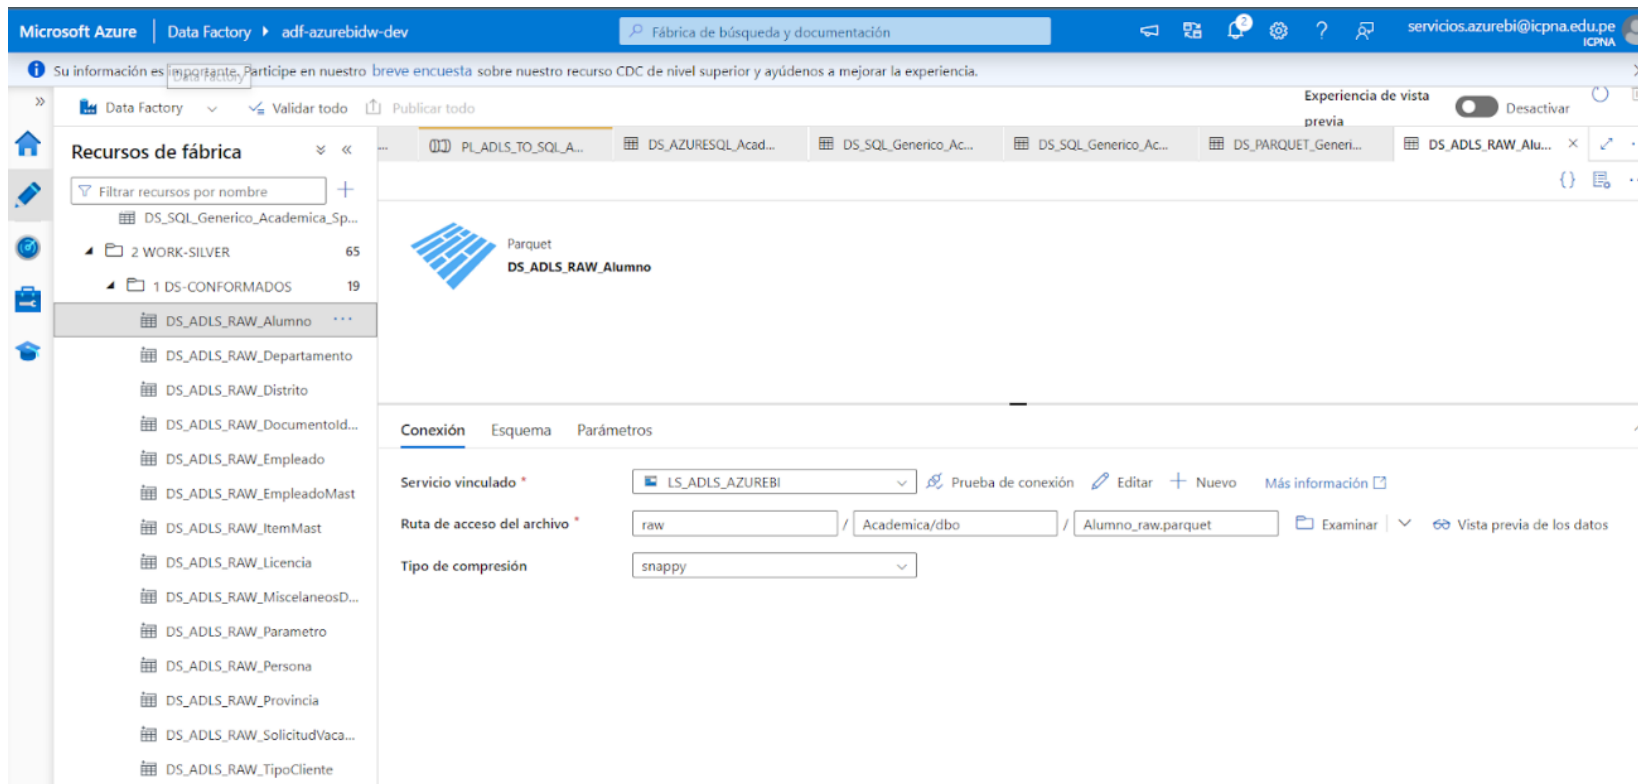 Microsoft Azure | Data Factory ▸ adf-azurebidw-dev
Fábrica de búsqueda y documentación
2
servicios.azurebi@icpna.edu.pe
ICPNA
Su información es importante. Participe en nuestro breve encuesta sobre nuestro recurso CDC de nivel superior y ayúdenos a mejorar la experiencia.
Data Factory
Data Factory
Validar todo
Publicar todo
Experiencia de vista previa
Desactivar
Recursos de fábrica
Filtrar recursos por nombre
DS_SQL_Generico_Academica_Sp...
2 WORK-SILVER 65
1 DS-CONFORMADOS 19
DS_ADLS_RAW_Alumno ...
DS_ADLS_RAW_Departamento
DS_ADLS_RAW_Distrito
DS_ADLS_RAW_DocumentoId...
DS_ADLS_RAW_Empleado
DS_ADLS_RAW_EmpleadoMast
DS_ADLS_RAW_ItemMast
DS_ADLS_RAW_Licencia
DS_ADLS_RAW_MiscelaneosD...
DS_ADLS_RAW_Parametro
DS_ADLS_RAW_Persona
DS_ADLS_RAW_Provincia
DS_ADLS_RAW_SolicitudVaca...
DS_ADLS_RAW_TipoCliente
...
PL_ADLS_TO_SQL_A...
DS_AZURESQL_Acad...
DS_SQL_Generico_Ac...
DS_SQL_Generico_Ac...
DS_PARQUET_Generi...
DS_ADLS_RAW_Alu...
Parquet
DS_ADLS_RAW_Alumno
Conexión Esquema Parámetros
Servicio vinculado * LS_ADLS_AZUREBI Prueba de conexión Editar Nuevo Más información
Ruta de acceso del archivo * raw / Academica/dbo / Alumno_raw.parquet Examinar Vista previa de los datos
Tipo de compresión snappy